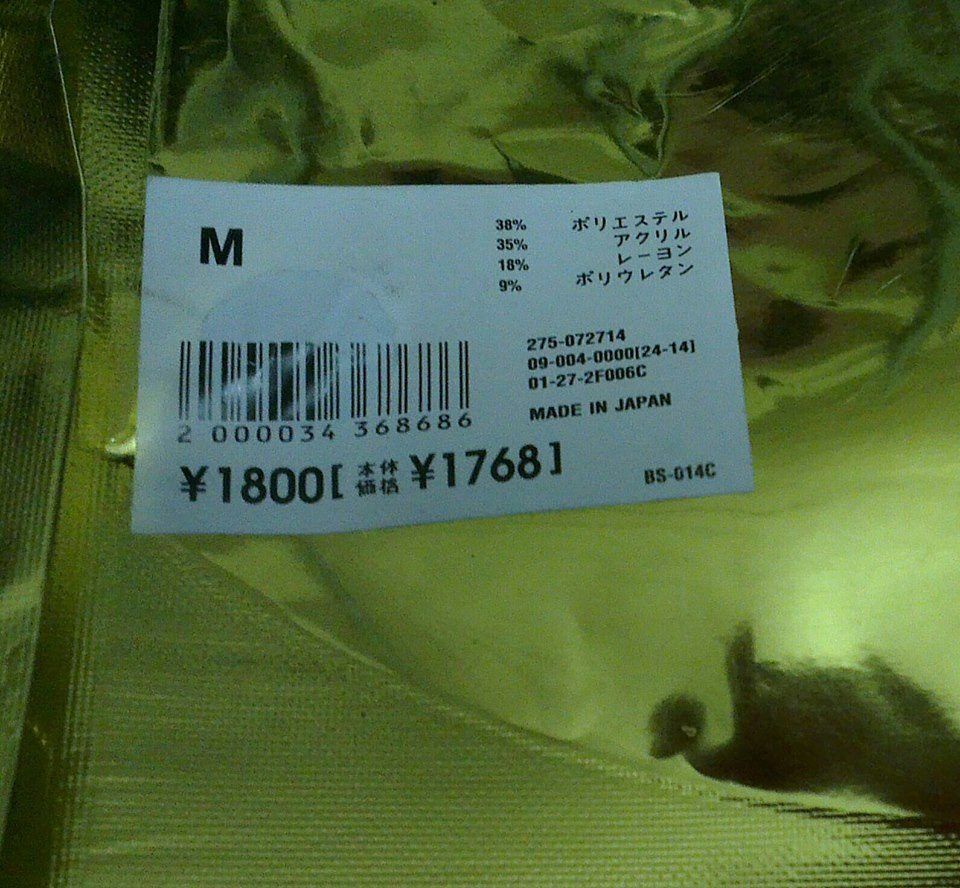 M
38% ポリエステル
35% アクリル
18% レーヨン
9% ポリウレタン
275-072714
09-004-0000[24-14]
01-27-2F006C
MADE IN JAPAN
2 000034 368686
¥1800[本体価格 ¥1768]
BS-014C